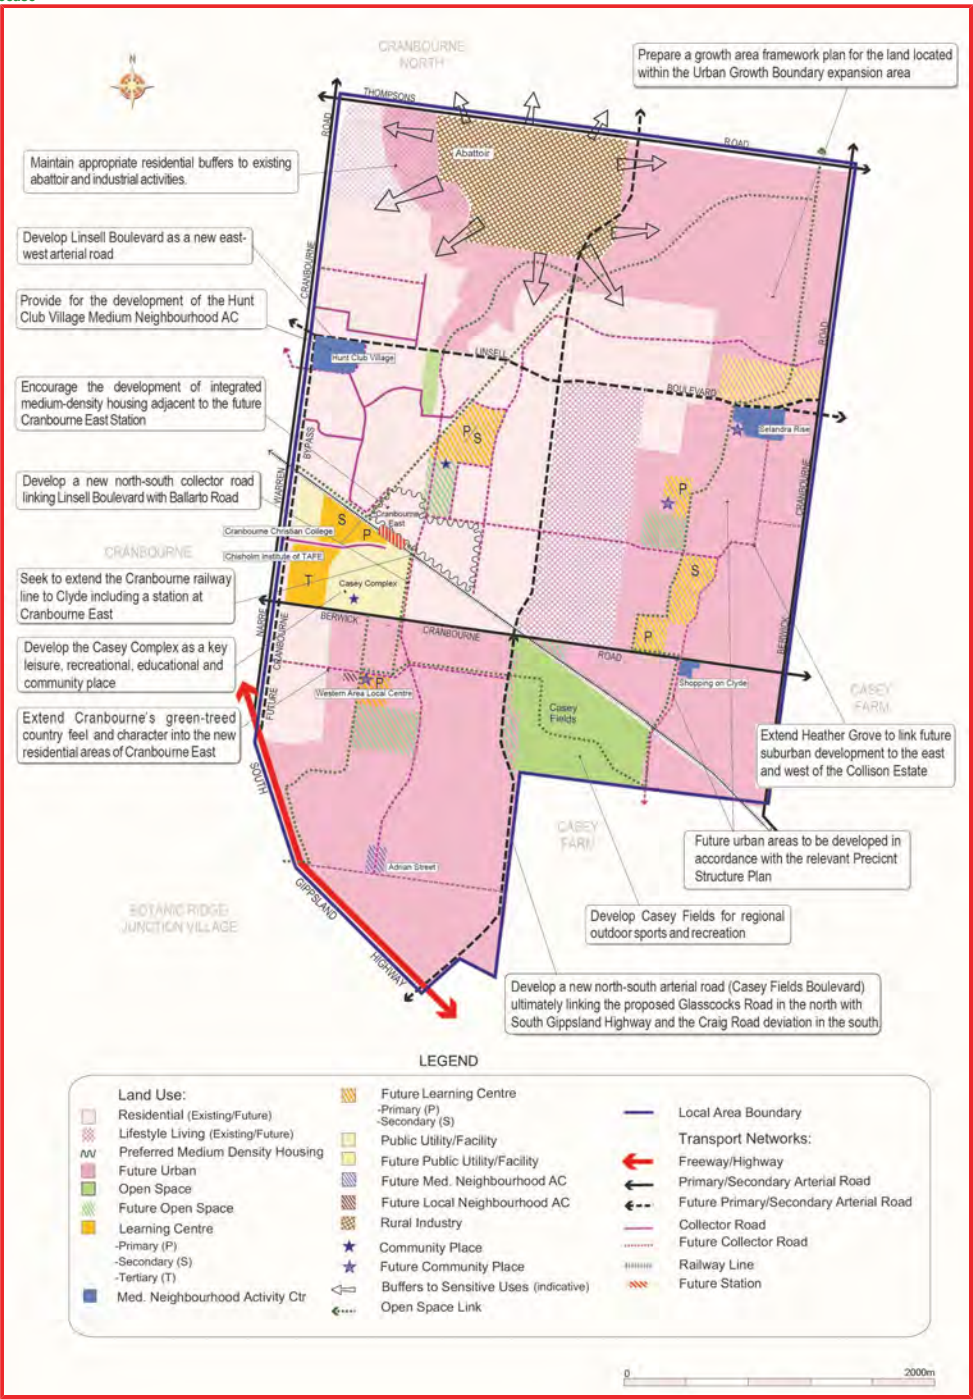 CRANBOURNE
NORTH
N
Prepare a growth area framework plan for the land located
within the Urban Growth Boundary expansion area
THOMPSONS
ROAD
ROAD
Abattoir
Maintain appropriate residential buffers to existing
abattoir and industrial activities.
Develop Linsell Boulevard as a new east-
west arterial road
CRANBOURNE
Provide for the development of the Hunt
Club Village Medium Neighbourhood AC
ROAD
Hunt Club Village
LINSELL
BOULEVARD
Encourage the development of integrated
medium-density housing adjacent to the future
Cranbourne East Station
Selandra Rise
P
S
BYPASS
Develop a new north-south collector road
linking Linsell Boulevard with Ballarto Road
WARREN
P
CRANBOURNE
Cranbourne
East
S
P
Cranbourne Christian College
CRANBOURNE
Chisholm Institute of TAFE
Seek to extend the Cranbourne railway
line to Clyde including a station at
Cranbourne East
T
Casey Complex
S
NARRE
CRANBOURNE
BERWICK
CRANBOURNE
ROAD
P
BERWICK
Develop the Casey Complex as a key
leisure, recreational, educational and
community place
FUTURE
P
Western Area Local Centre
Shopping on Clyde
CASEY
FARM
Extend Cranbourne's green-treed
country feel and character into the new
residential areas of Cranbourne East
Casey
Fields
Extend Heather Grove to link future
suburban development to the east
and west of the Collison Estate
SOUTH
CASEY
FARM
Future urban areas to be developed in
accordance with the relevant Precicnt
Structure Plan
Adrian Street
GIPPSLAND
BOTANIC RIDGE/
JUNCTION VILLAGE
Develop Casey Fields for regional
outdoor sports and recreation
HIGHWAY
Develop a new north-south arterial road (Casey Fields Boulevard)
ultimately linking the proposed Glasscocks Road in the north with
South Gippsland Highway and the Craig Road deviation in the south
LEGEND
Land Use:
Residential (Existing/Future)
Lifestyle Living (Existing/Future)
Preferred Medium Density Housing
Future Urban
Open Space
Future Open Space
Learning Centre
-Primary (P)
-Secondary (S)
-Tertiary (T)
Med. Neighbourhood Activity Ctr
Future Learning Centre
-Primary (P)
-Secondary (S)
Public Utility/Facility
Future Public Utility/Facility
Future Med. Neighbourhood AC
Future Local Neighbourhood AC
Rural Industry
Community Place
Future Community Place
Buffers to Sensitive Uses (indicative)
Open Space Link
Local Area Boundary
Transport Networks:
Freeway/Highway
Primary/Secondary Arterial Road
Future Primary/Secondary Arterial Road
Collector Road
Future Collector Road
Railway Line
Future Station
0
2000m